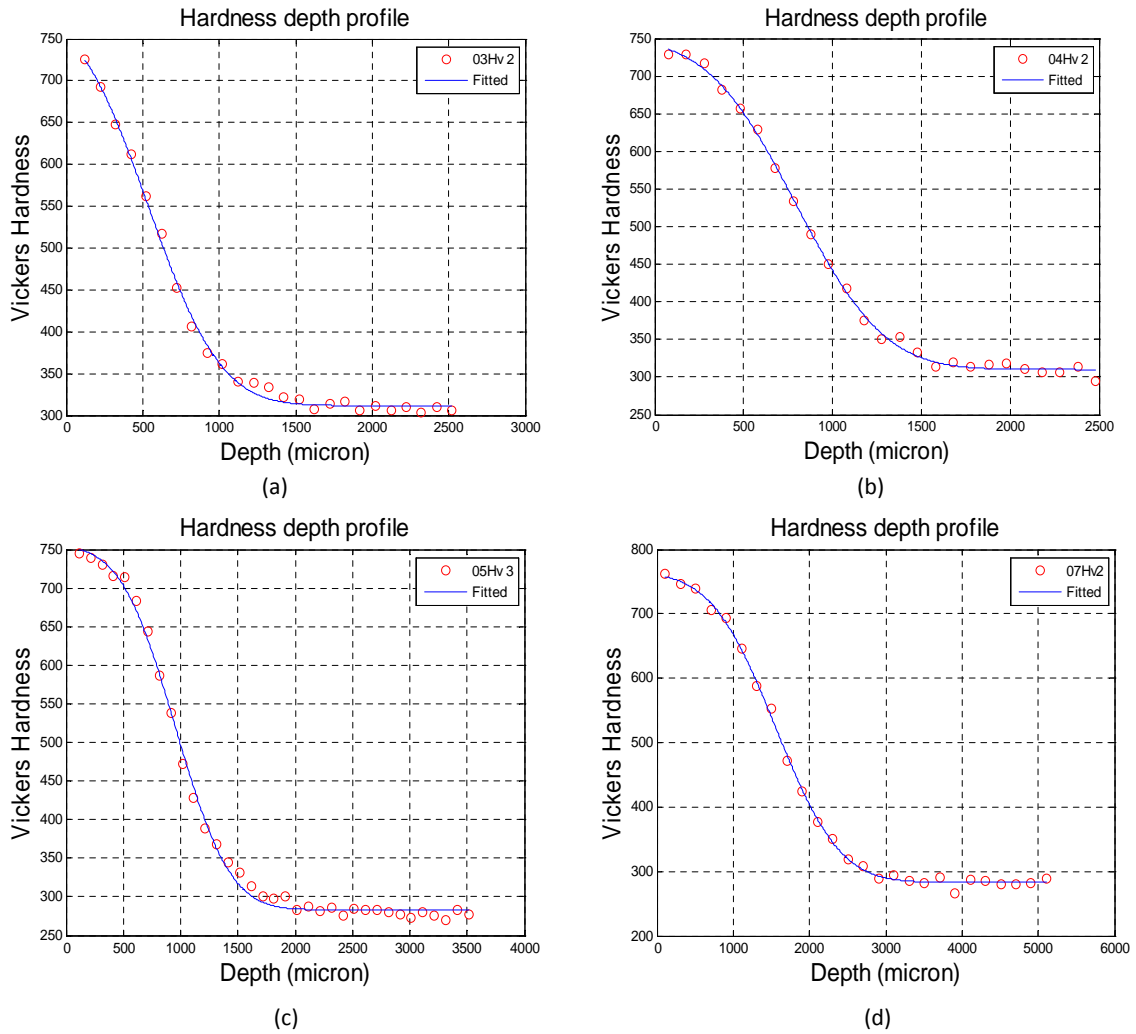 Hardness depth profile
750
700
650
600
550
500
450
400
350
300
0 500 1000 1500 2000 2500 3000
Vickers Hardness
Depth (micron)
03Hv 2
Fitted
(a)
Hardness depth profile
750
700
650
600
550
500
450
400
350
300
250
0 500 1000 1500 2000 2500
Vickers Hardness
Depth (micron)
04Hv 2
Fitted
(b)
Hardness depth profile
750
700
650
600
550
500
450
400
350
300
250
0 500 1000 1500 2000 2500 3000 3500 4000
Vickers Hardness
Depth (micron)
05Hv 3
Fitted
(c)
Hardness depth profile
800
700
600
500
400
300
200
0 1000 2000 3000 4000 5000 6000
Vickers Hardness
Depth (micron)
07Hv2
Fitted
(d)